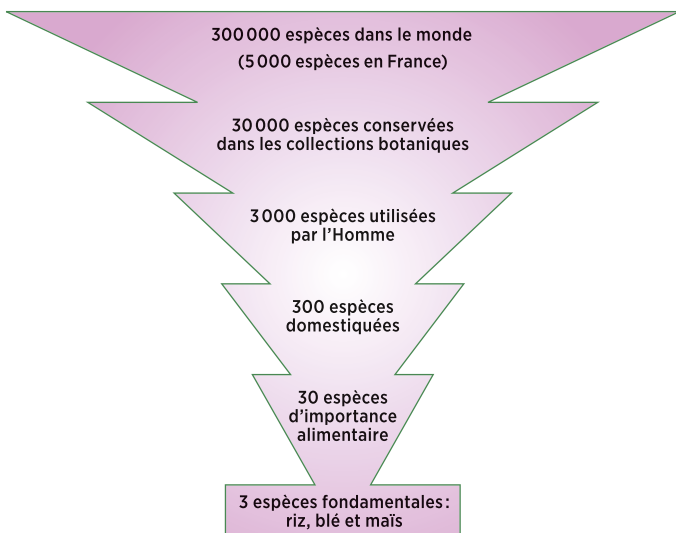 300 000 espèces dans le monde
(5 000 espèces en France)
30 000 espèces conservées
dans les collections botaniques
3 000 espèces utilisées
par l’Homme
300 espèces
domestiquées
30 espèces
d’importance
alimentaire
3 espèces fondamentales :
riz, blé et maïs